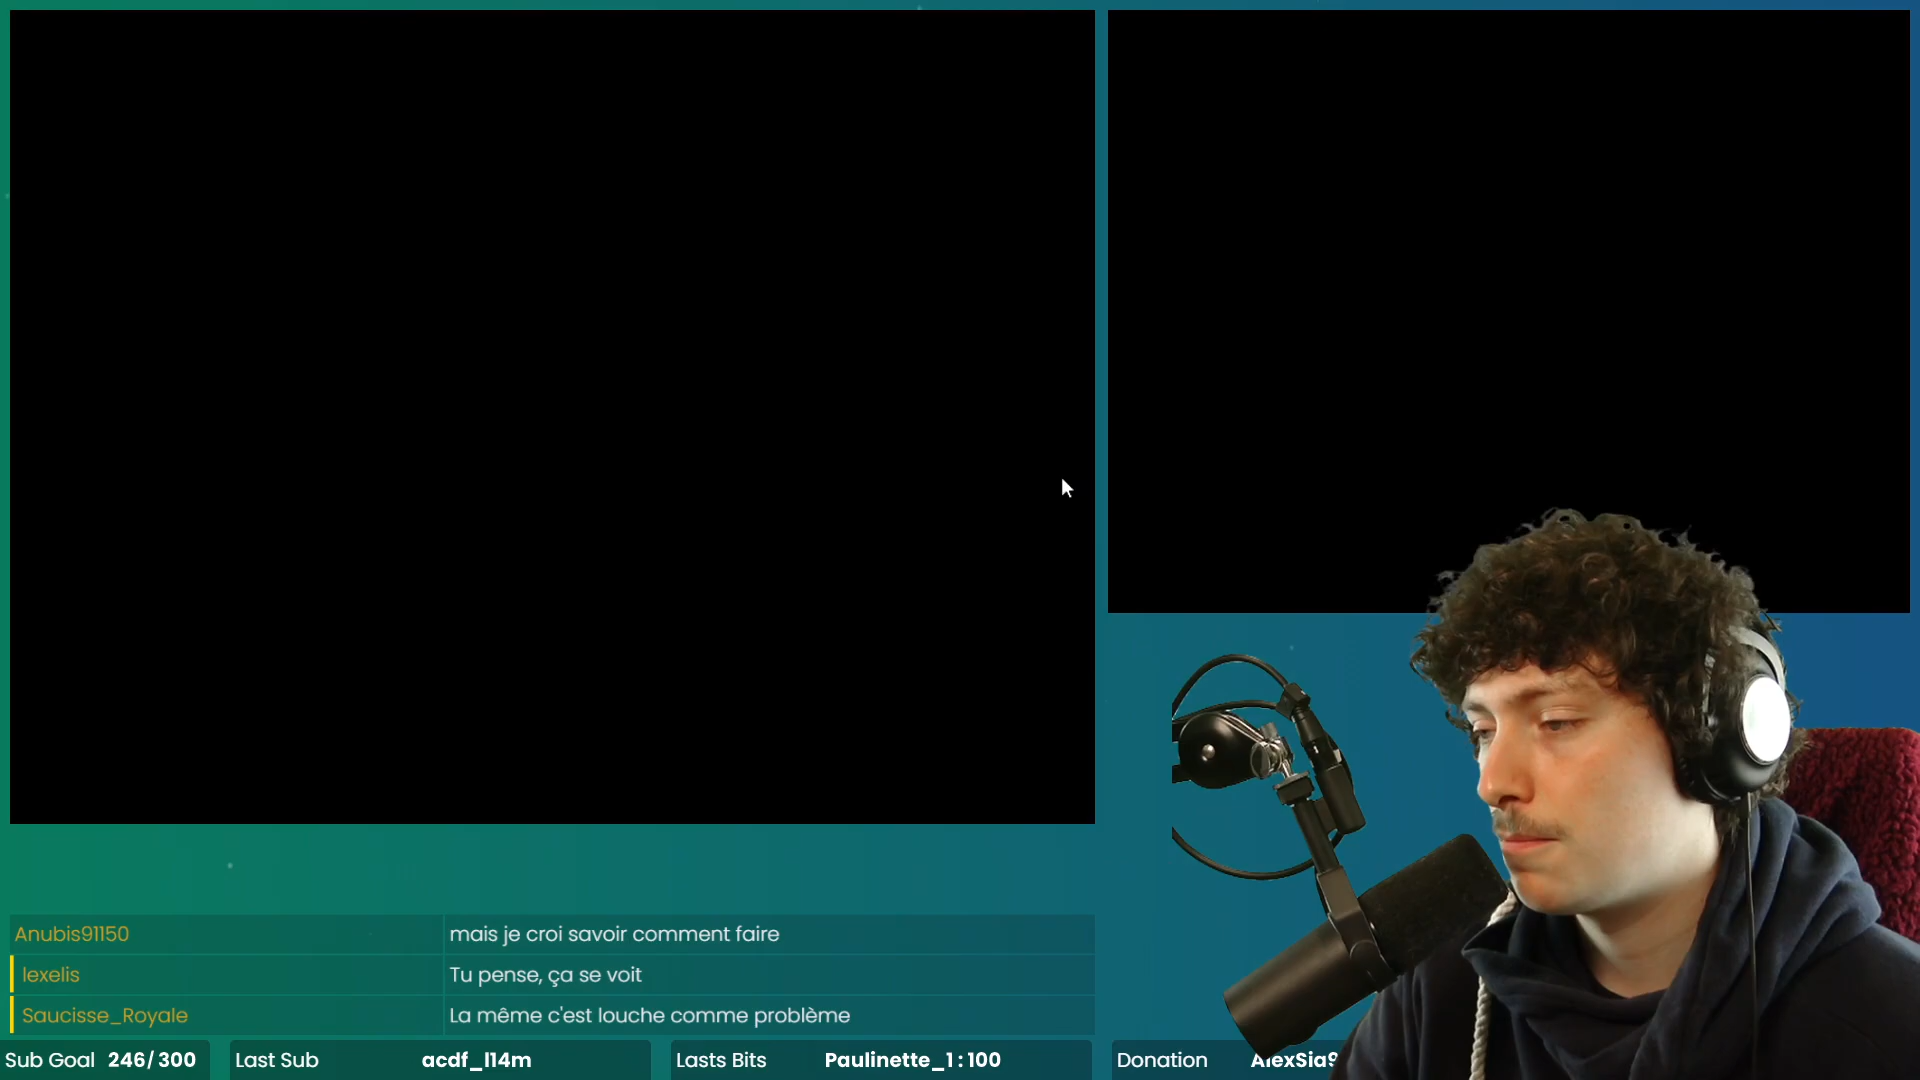 Anubis91150 mais je croi savoir comment faire
lexelis Tu pense, ça se voit
Saucisse_Royale La même c'est louche comme problème
Sub Goal 246/300 Last Sub acdf_l14m Lasts Bits Paulinette_1 : 100 Donation